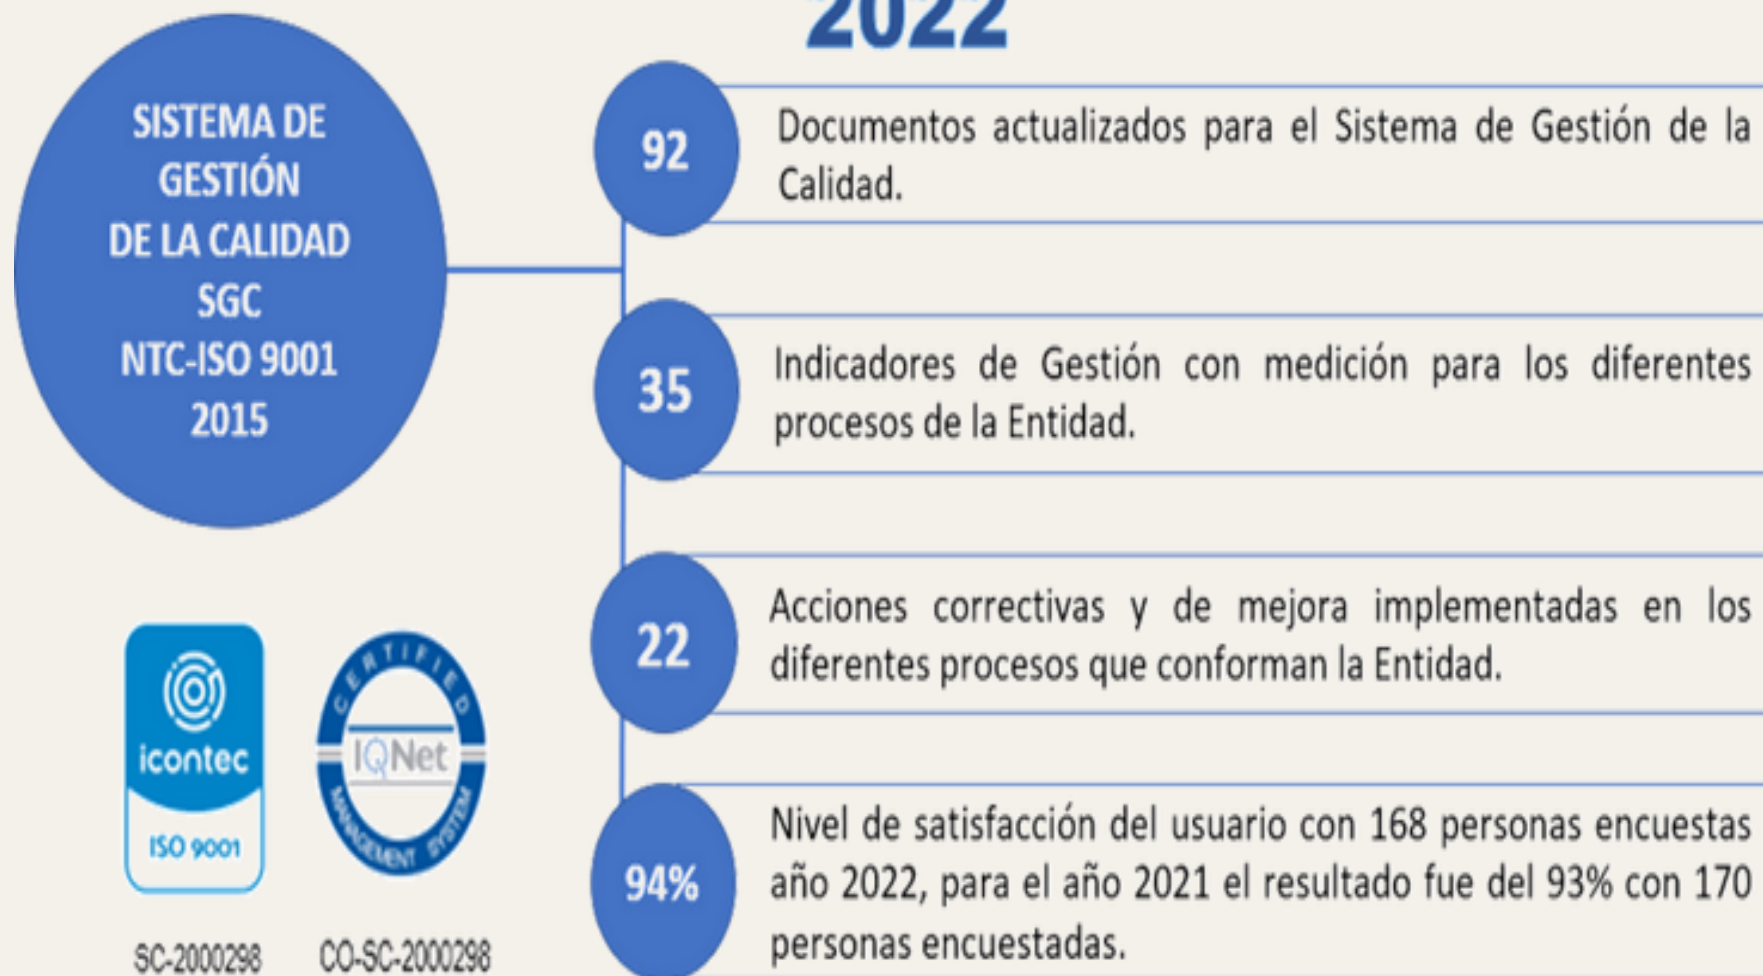 2022
SISTEMA DE
GESTIÓN
DE LA CALIDAD
SGC
NTC-ISO 9001
2015
92
Documentos actualizados para el Sistema de Gestión de la
Calidad.
35
Indicadores de Gestión con medición para los diferentes
procesos de la Entidad.
22
Acciones correctivas y de mejora implementadas en los
diferentes procesos que conforman la Entidad.
94%
Nivel de satisfacción del usuario con 168 personas encuestas
año 2022, para el año 2021 el resultado fue del 93% con 170
personas encuestadas.
icontec
ISO 9001
SC-2000298
CERTIFIED
IQNet
MANAGEMENT SYSTEM
CO-SC-2000298